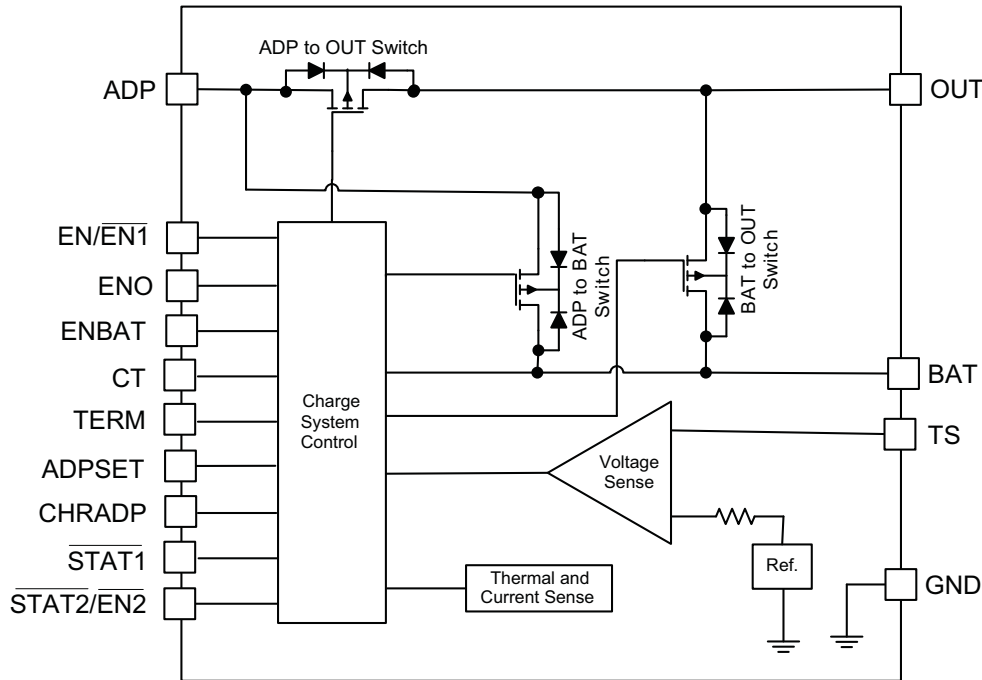 ADP to OUT Switch
ADP
OUT
EN/EN1
ENO
ENBAT
CT
TERM
ADPSET
CHRADP
STAT1
STAT2/EN2
Charge
System
Control
ADP to BAT
Switch
BAT to OUT
Switch
BAT
TS
Voltage
Sense
Ref.
Thermal and
Current Sense
GND